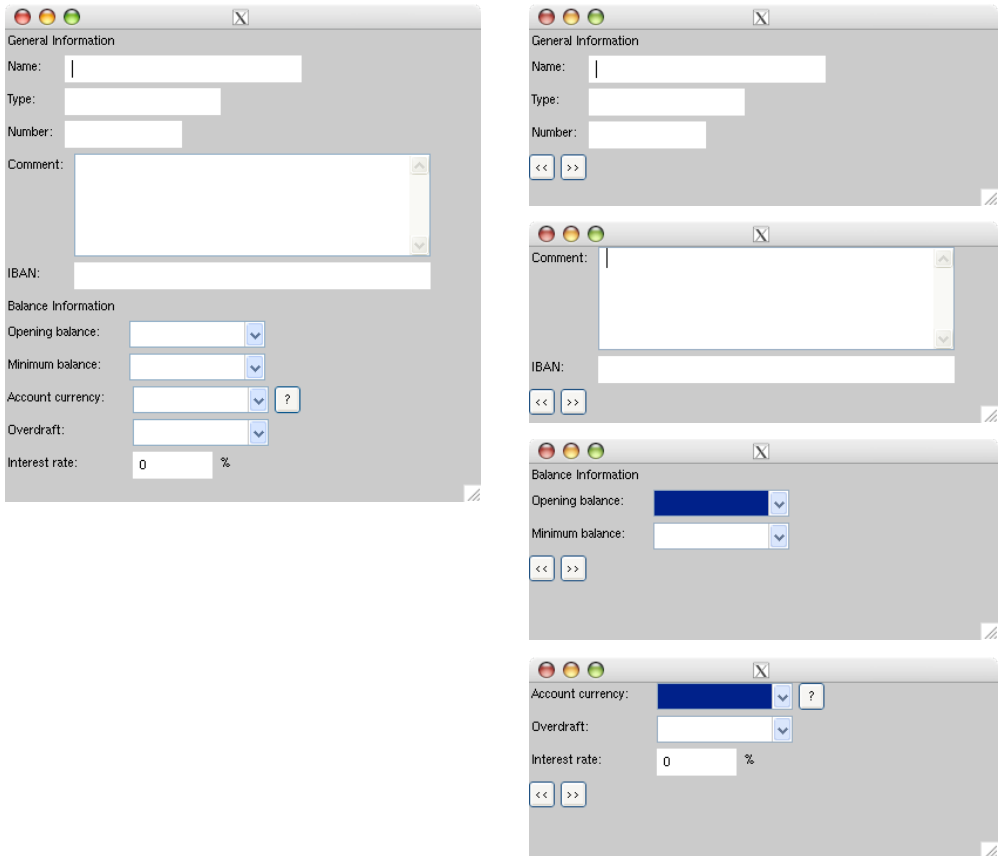 X
General Information
Name:
Type:
Number:
Comment:
IBAN:
Balance Information
Opening balance:
Minimum balance:
Account currency: ?
Overdraft:
Interest rate: 0 %
X
General Information
Name:
Type:
Number:
<< >>
X
Comment:
IBAN:
<< >>
X
Balance Information
Opening balance:
Minimum balance:
<< >>
X
Account currency: ?
Overdraft:
Interest rate: 0 %
<< >>